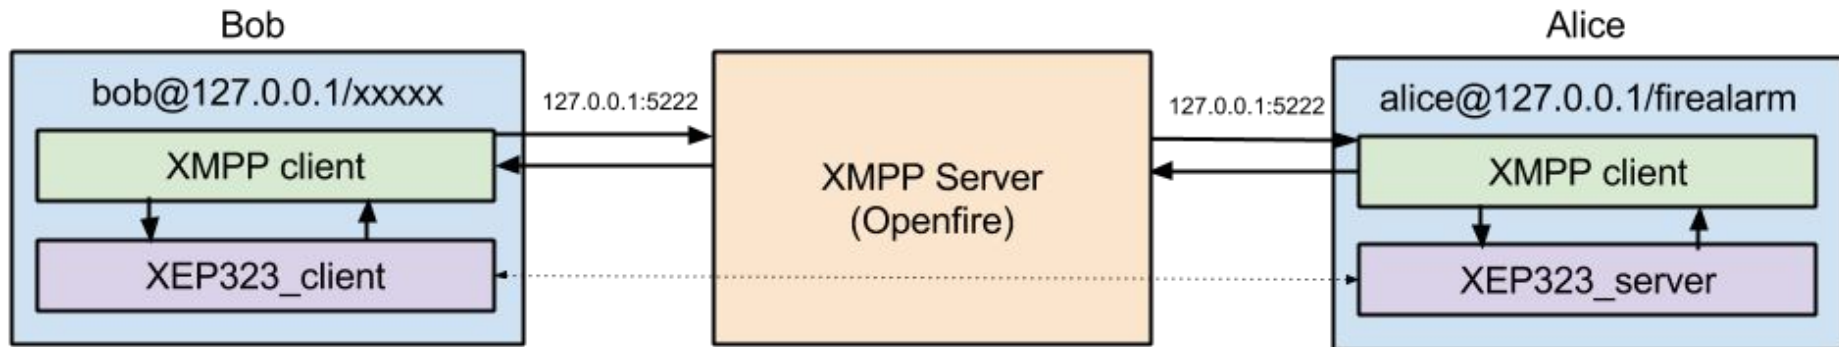 Bob
bob@127.0.0.1/xxxxx
XMPP client
XEP323_client
127.0.0.1:5222
XMPP Server
(Openfire)
127.0.0.1:5222
Alice
alice@127.0.0.1/firealarm
XMPP client
XEP323_server